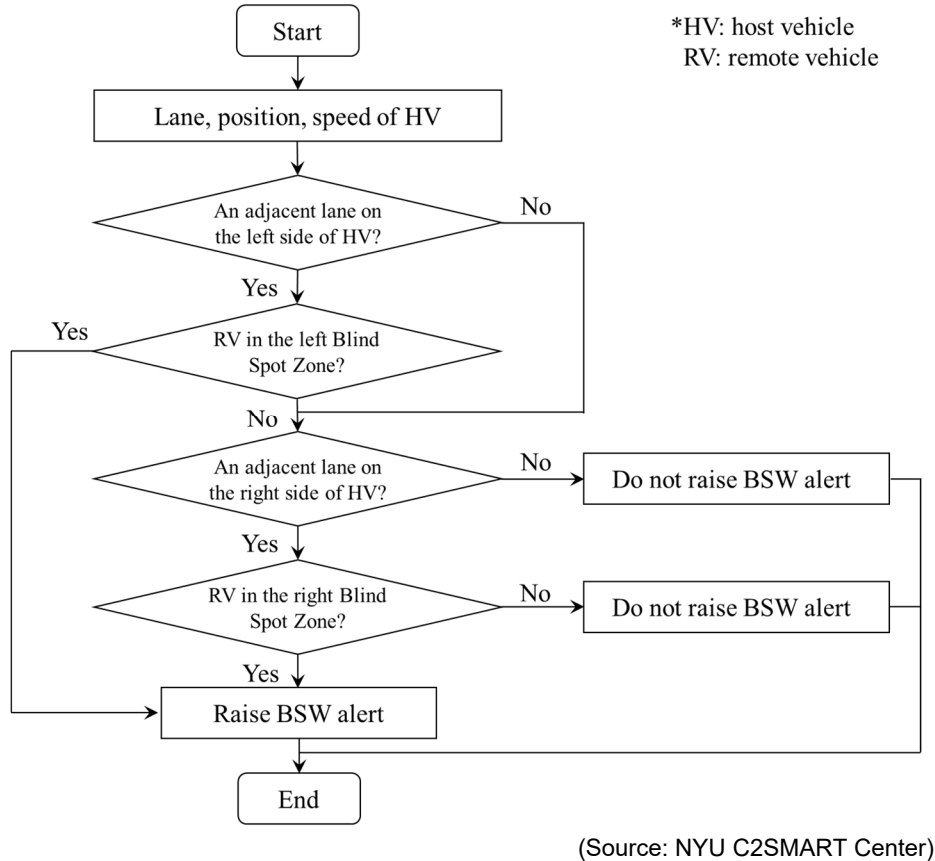 Start
*HV: host vehicle
RV: remote vehicle
Lane, position, speed of HV
An adjacent lane on
the left side of HV?
No
Yes
Yes
RV in the left Blind
Spot Zone?
No
An adjacent lane on
the right side of HV?
No
Do not raise BSW alert
Yes
RV in the right Blind
Spot Zone?
No
Do not raise BSW alert
Yes
Raise BSW alert
End
(Source: NYU C2SMART Center)